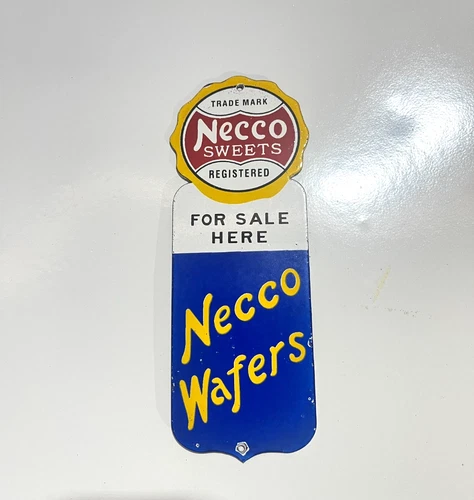 TRADE MARK
Necco
SWEETS
REGISTERED
FOR SALE
HERE
Necco
Wafers